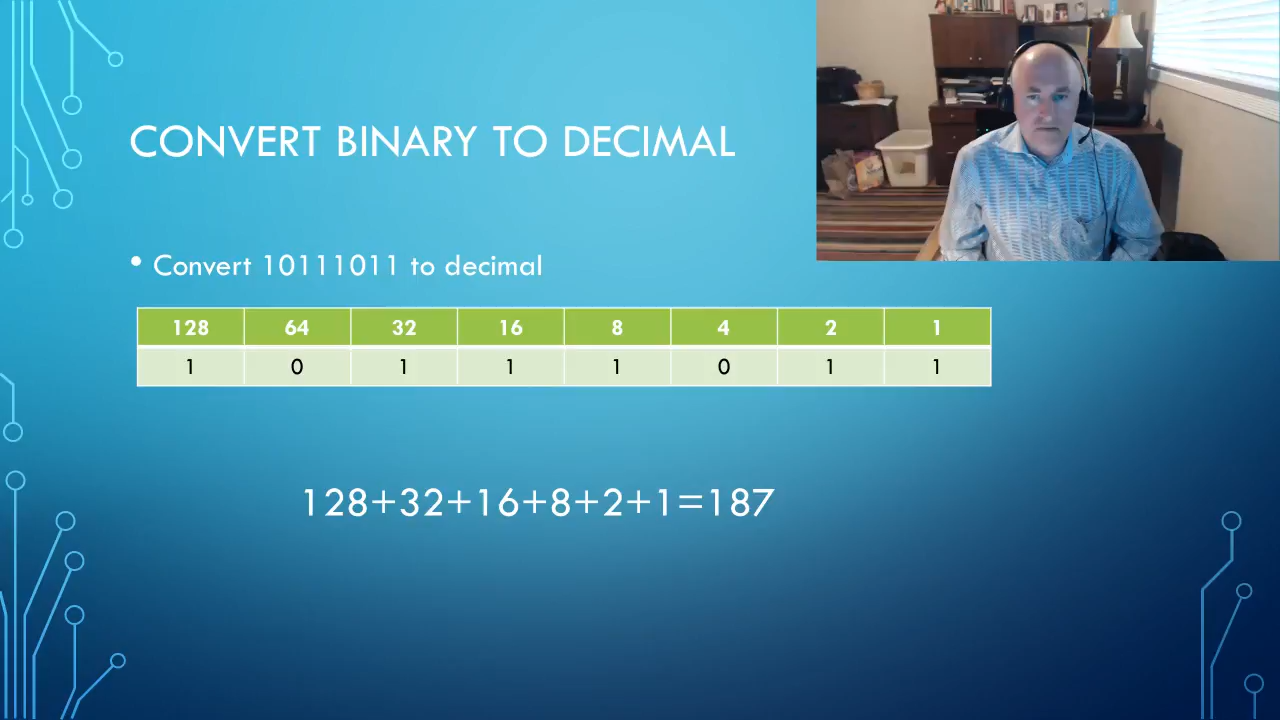 CONVERT BINARY TO DECIMAL
• Convert 10111011 to decimal
128 64 32 16 8 4 2 1
1 0 1 1 1 0 1 1
128+32+16+8+2+1=187